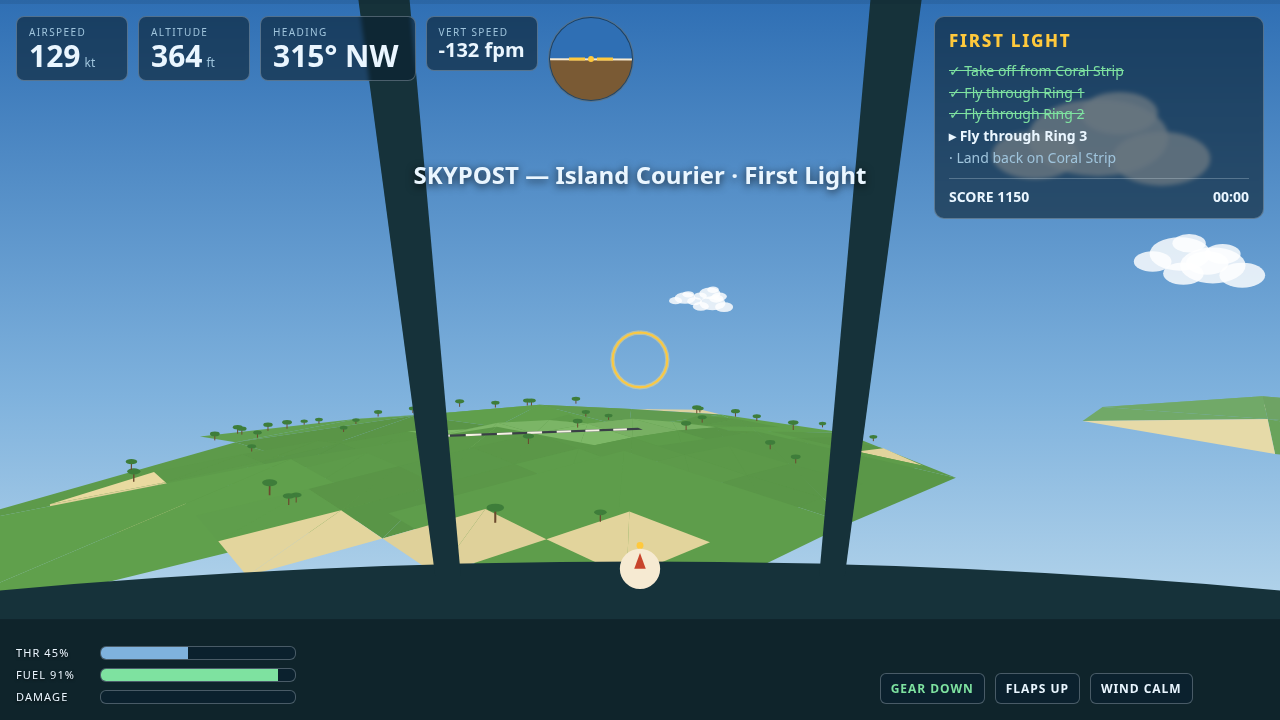 AIRSPEED
129 kt
ALTITUDE
364 ft
HEADING
315° NW
VERT SPEED
-132 fpm
FIRST LIGHT
✓ Take off from Coral Strip
✓ Fly through Ring 1
✓ Fly through Ring 2
▸ Fly through Ring 3
· Land back on Coral Strip
SCORE 1150 00:00
SKYPOST — Island Courier · First Light
THR 45%
FUEL 91%
DAMAGE
GEAR DOWN FLAPS UP WIND CALM